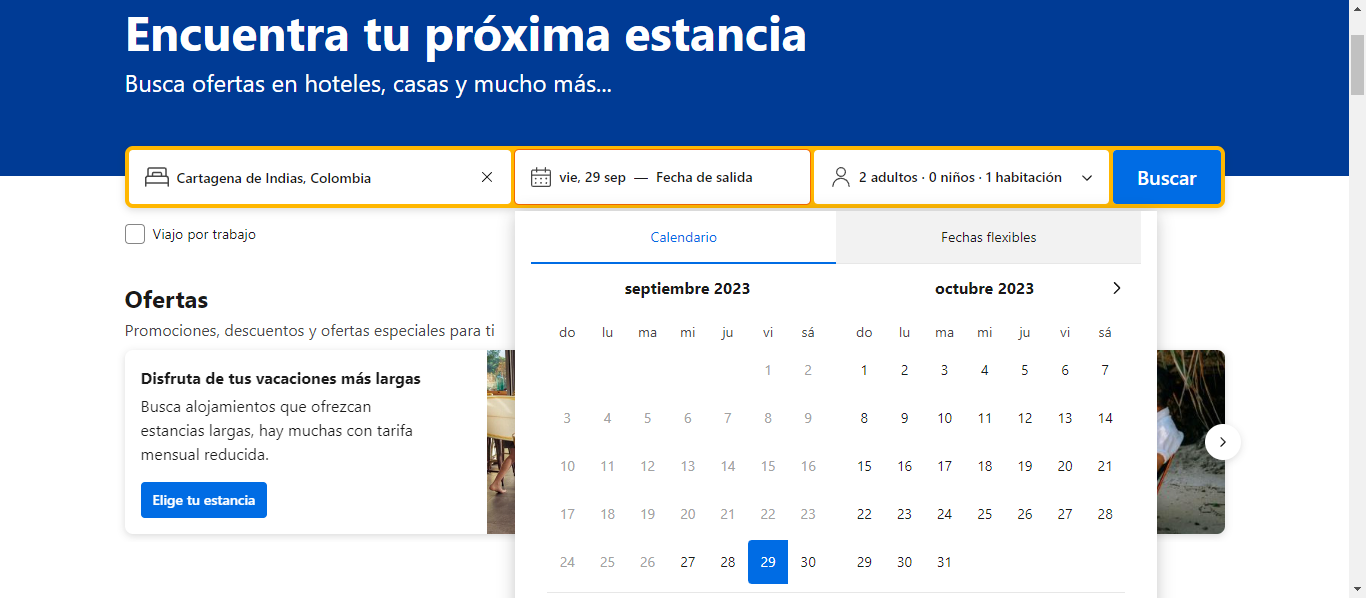 Encuentra tu próxima estancia
Busca ofertas en hoteles, casas y mucho más...
Cartagena de Indias, Colombia
vie, 29 sep — Fecha de salida
2 adultos · 0 niños · 1 habitación
Buscar
Viajo por trabajo
Calendario
Fechas flexibles
Ofertas
Promociones, descuentos y ofertas especiales para ti
Disfruta de tus vacaciones más largas
Busca alojamientos que ofrezcan
estancias largas, hay muchas con tarifa
mensual reducida.
Elige tu estancia
septiembre 2023
do lu ma mi ju vi sá
1 2
3 4 5 6 7 8 9
10 11 12 13 14 15 16
17 18 19 20 21 22 23
24 25 26 27 28 29 30
octubre 2023
do lu ma mi ju vi sá
1 2 3 4 5 6 7
8 9 10 11 12 13 14
15 16 17 18 19 20 21
22 23 24 25 26 27 28
29 30 31